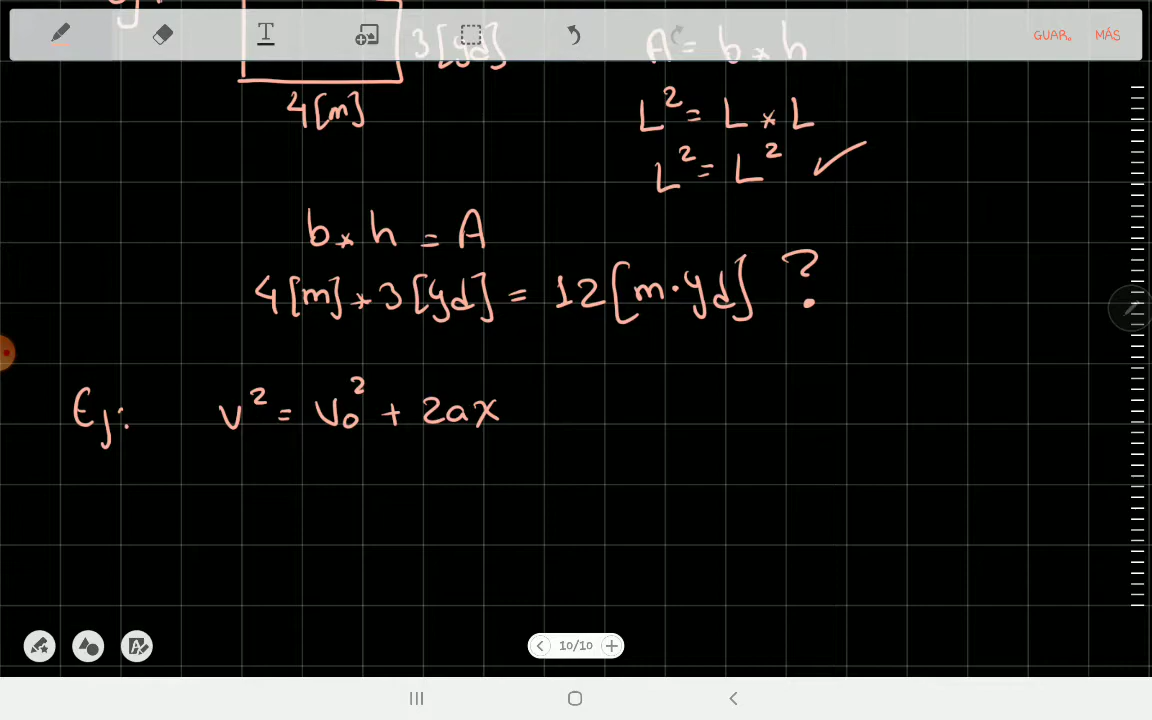 T
GUAR.
MÁS
3[yd]
A = b * h
4[m]
L² = L * L
L² = L² ✓
b * h = A
4[m] * 3[yd] = 12[m·yd] ?
Ej: v² = v₀² + 2ax
10/10